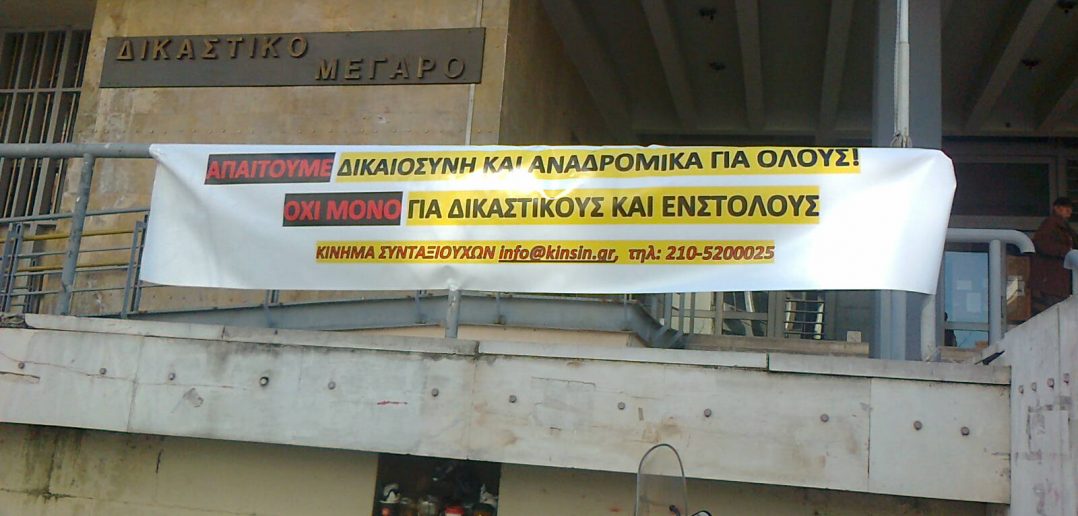 ΔΙΚΑΣΤΙΚΟ
ΜΕΓΑΡΟ
ΑΠΑΙΤΟΥΜΕ ΔΙΚΑΙΟΣΥΝΗ ΚΑΙ ΑΝΑΔΡΟΜΙΚΑ ΓΙΑ ΟΛΟΥΣ!
ΟΧΙ ΜΟΝΟ ΓΙΑ ΔΙΚΑΣΤΙΚΟΥΣ ΚΑΙ ΕΝΣΤΟΛΟΥΣ
ΚΙΝΗΜΑ ΣΥΝΤΑΞΙΟΥΧΩΝ info@kinsin.gr, τηλ: 210-5200025